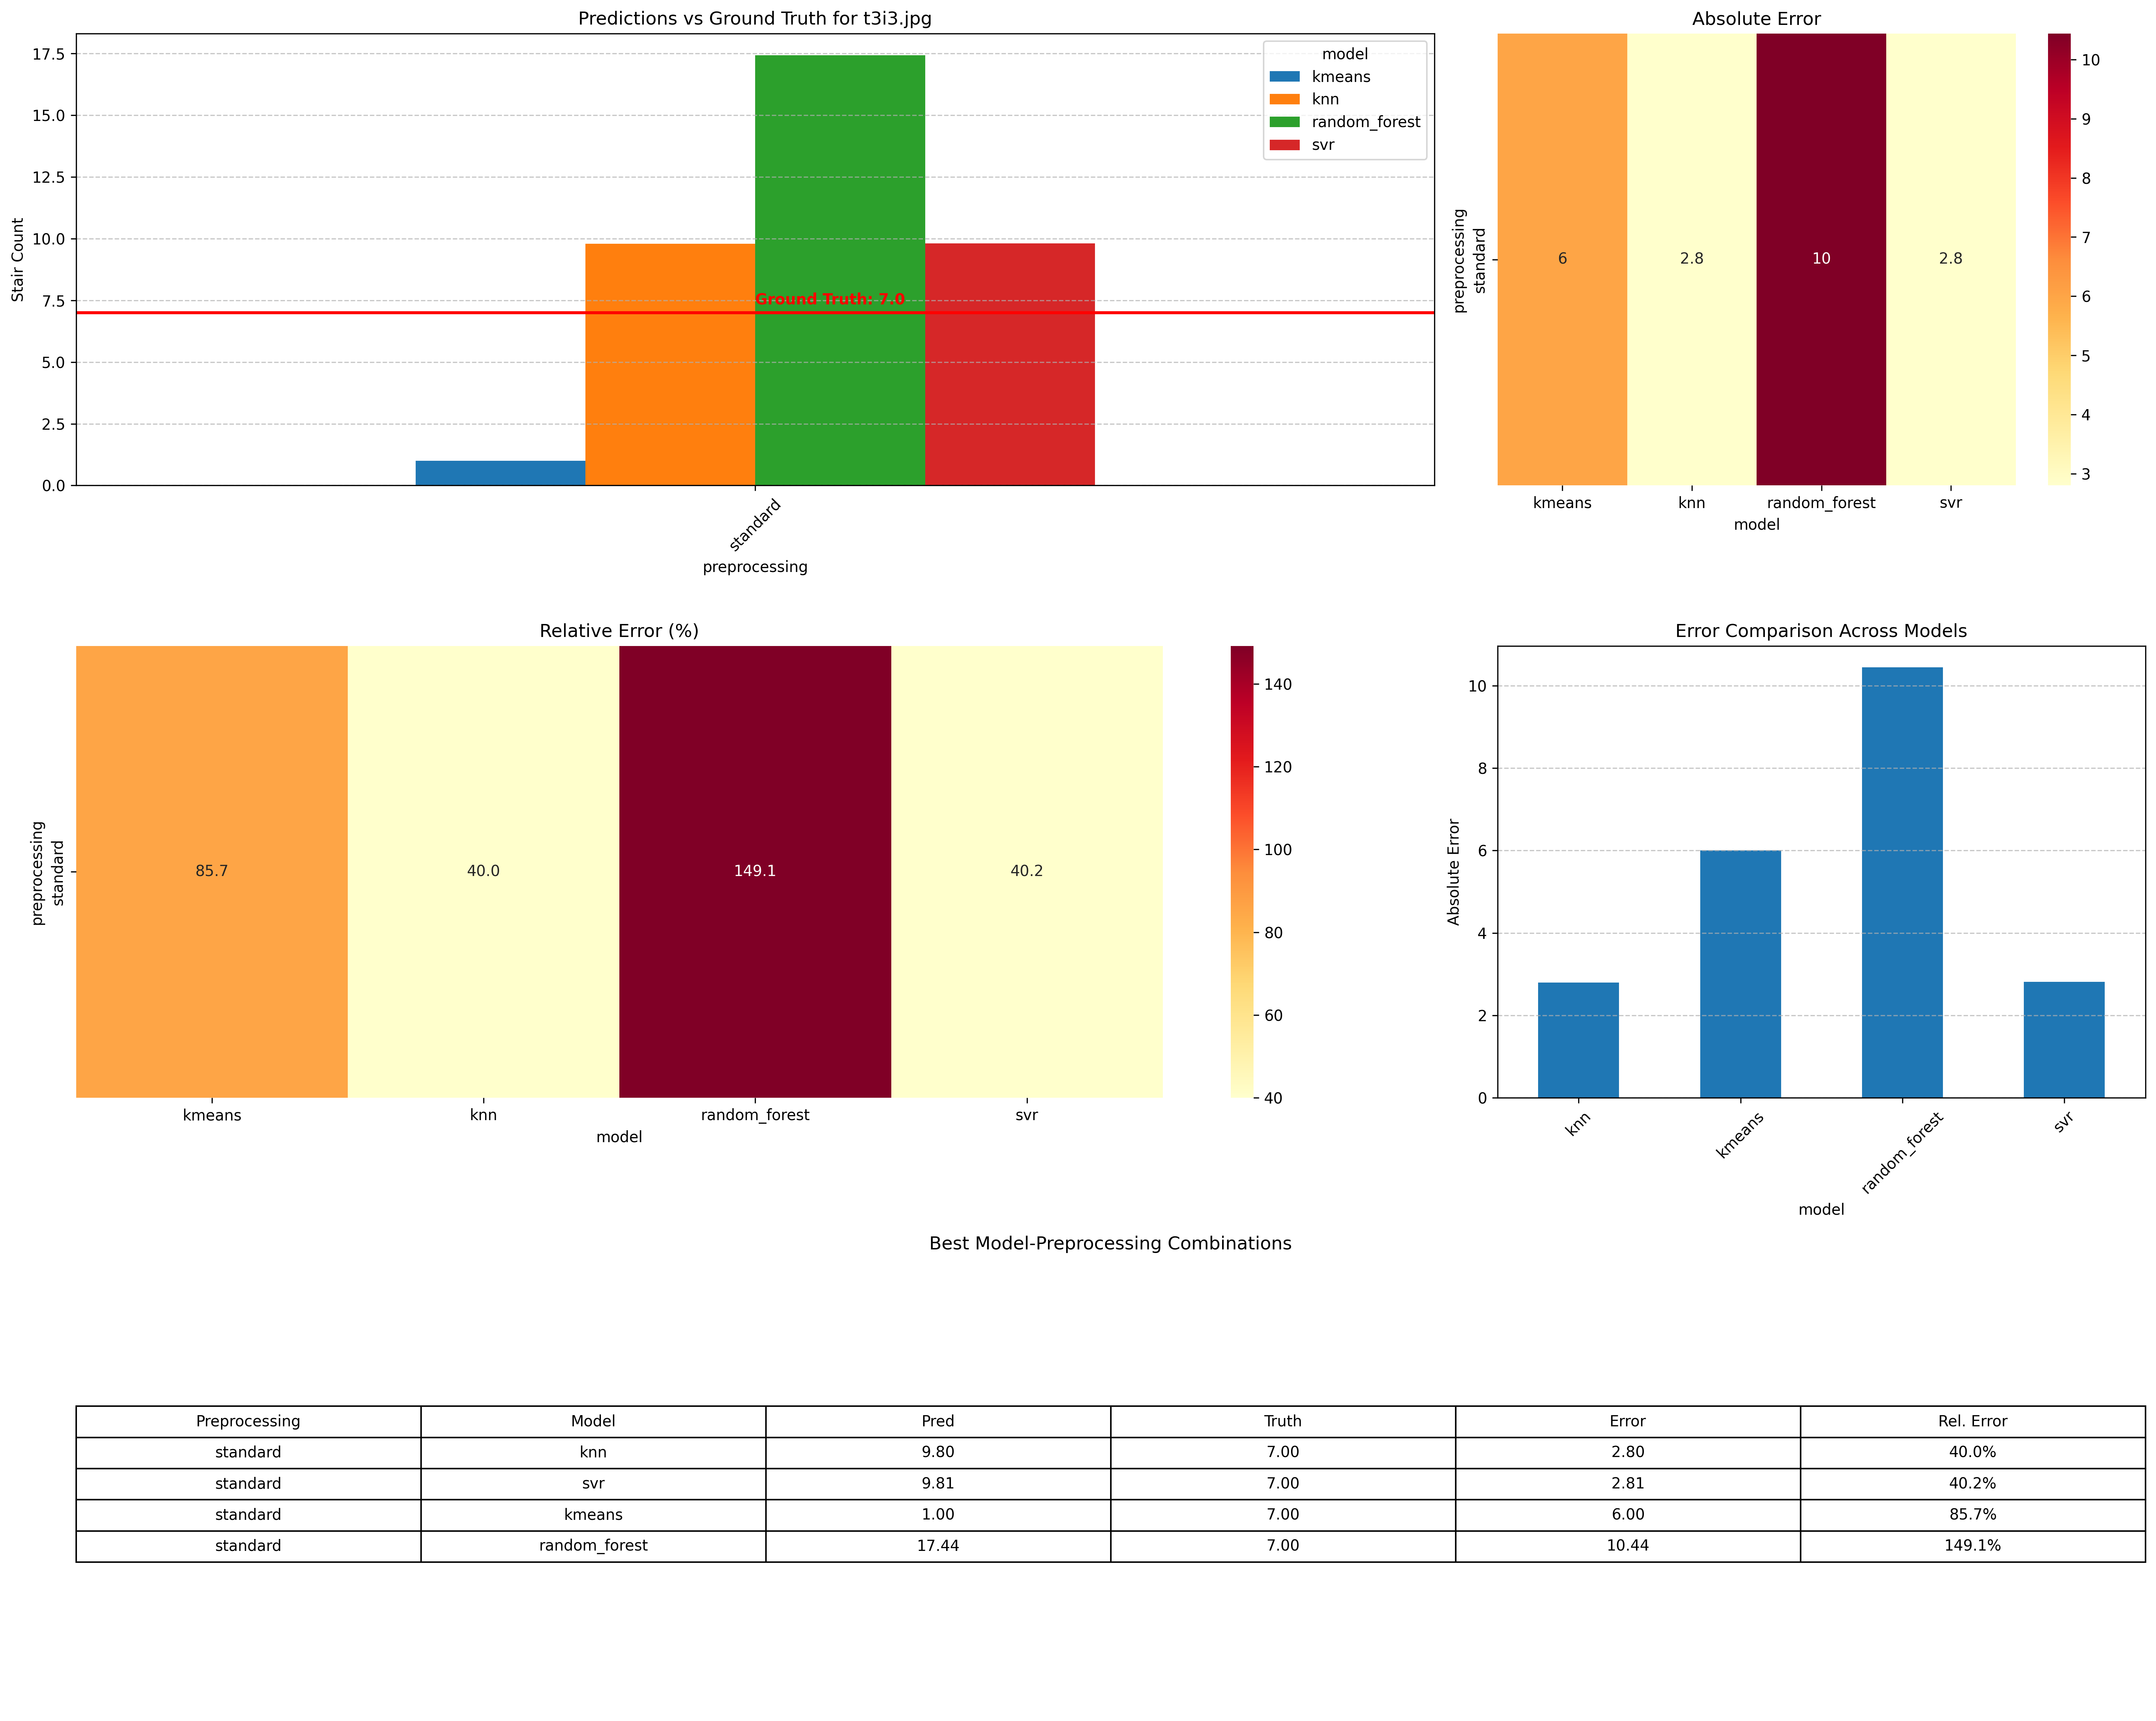 Predictions vs Ground Truth for t3i3.jpg
17.5
15.0
12.5
10.0
7.5
5.0
2.5
0.0
Stair Count
model
kmeans
knn
random_forest
svr
Ground Truth: 7.0
standard
preprocessing
Absolute Error
preprocessing
standard
6 2.8 10 2.8
kmeans knn random_forest svr
model
10
9
8
7
6
5
4
3
Relative Error (%)
preprocessing
standard
85.7 40.0 149.1 40.2
kmeans knn random_forest svr
model
140
120
100
80
60
40
Error Comparison Across Models
Absolute Error
10
8
6
4
2
0
knn kmeans random_forest svr
model
Best Model-Preprocessing Combinations
Preprocessing Model Pred Truth Error Rel. Error
standard knn 9.80 7.00 2.80 40.0%
standard svr 9.81 7.00 2.81 40.2%
standard kmeans 1.00 7.00 6.00 85.7%
standard random_forest 17.44 7.00 10.44 149.1%